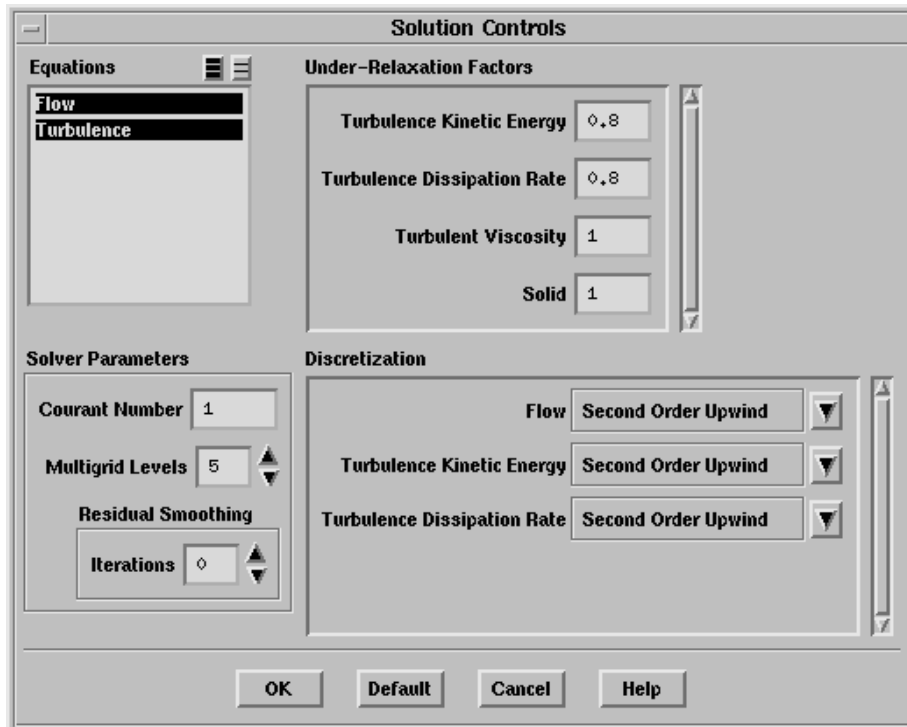 Solution Controls
Equations
Flow
Turbulence
Under-Relaxation Factors
Turbulence Kinetic Energy 0.8
Turbulence Dissipation Rate 0.8
Turbulent Viscosity 1
Solid 1
Solver Parameters
Courant Number 1
Multigrid Levels 5
Residual Smoothing
Iterations 0
Discretization
Flow Second Order Upwind
Turbulence Kinetic Energy Second Order Upwind
Turbulence Dissipation Rate Second Order Upwind
OK Default Cancel Help